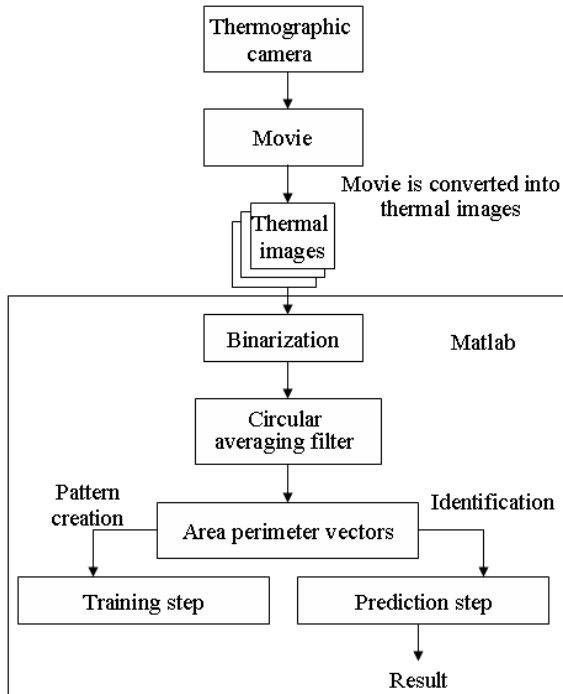 Thermographic
camera
Movie
Movie is converted into
thermal images
Thermal
images
Binarization
Matlab
Circular
averaging filter
Pattern
creation
Identification
Area perimeter vectors
Training step
Prediction step
Result